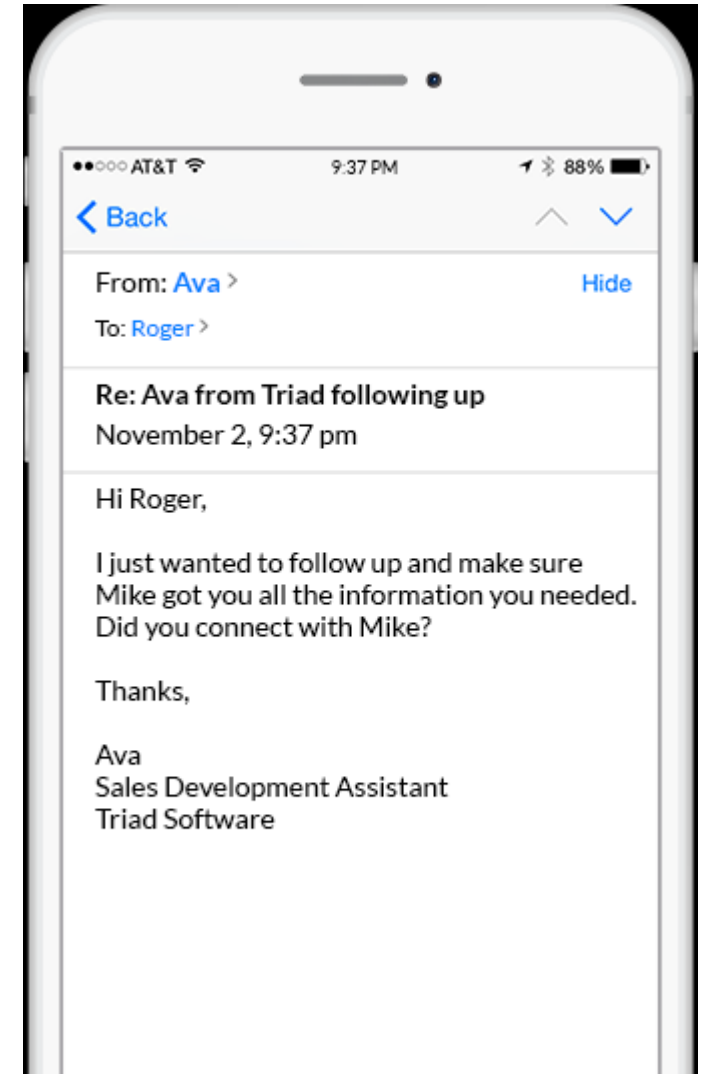 AT&T 9:37 PM 88%
Back
From: Ava
Hide
To: Roger
Re: Ava from Triad following up
November 2, 9:37 pm
Hi Roger,
I just wanted to follow up and make sure
Mike got you all the information you needed.
Did you connect with Mike?
Thanks,
Ava
Sales Development Assistant
Triad Software